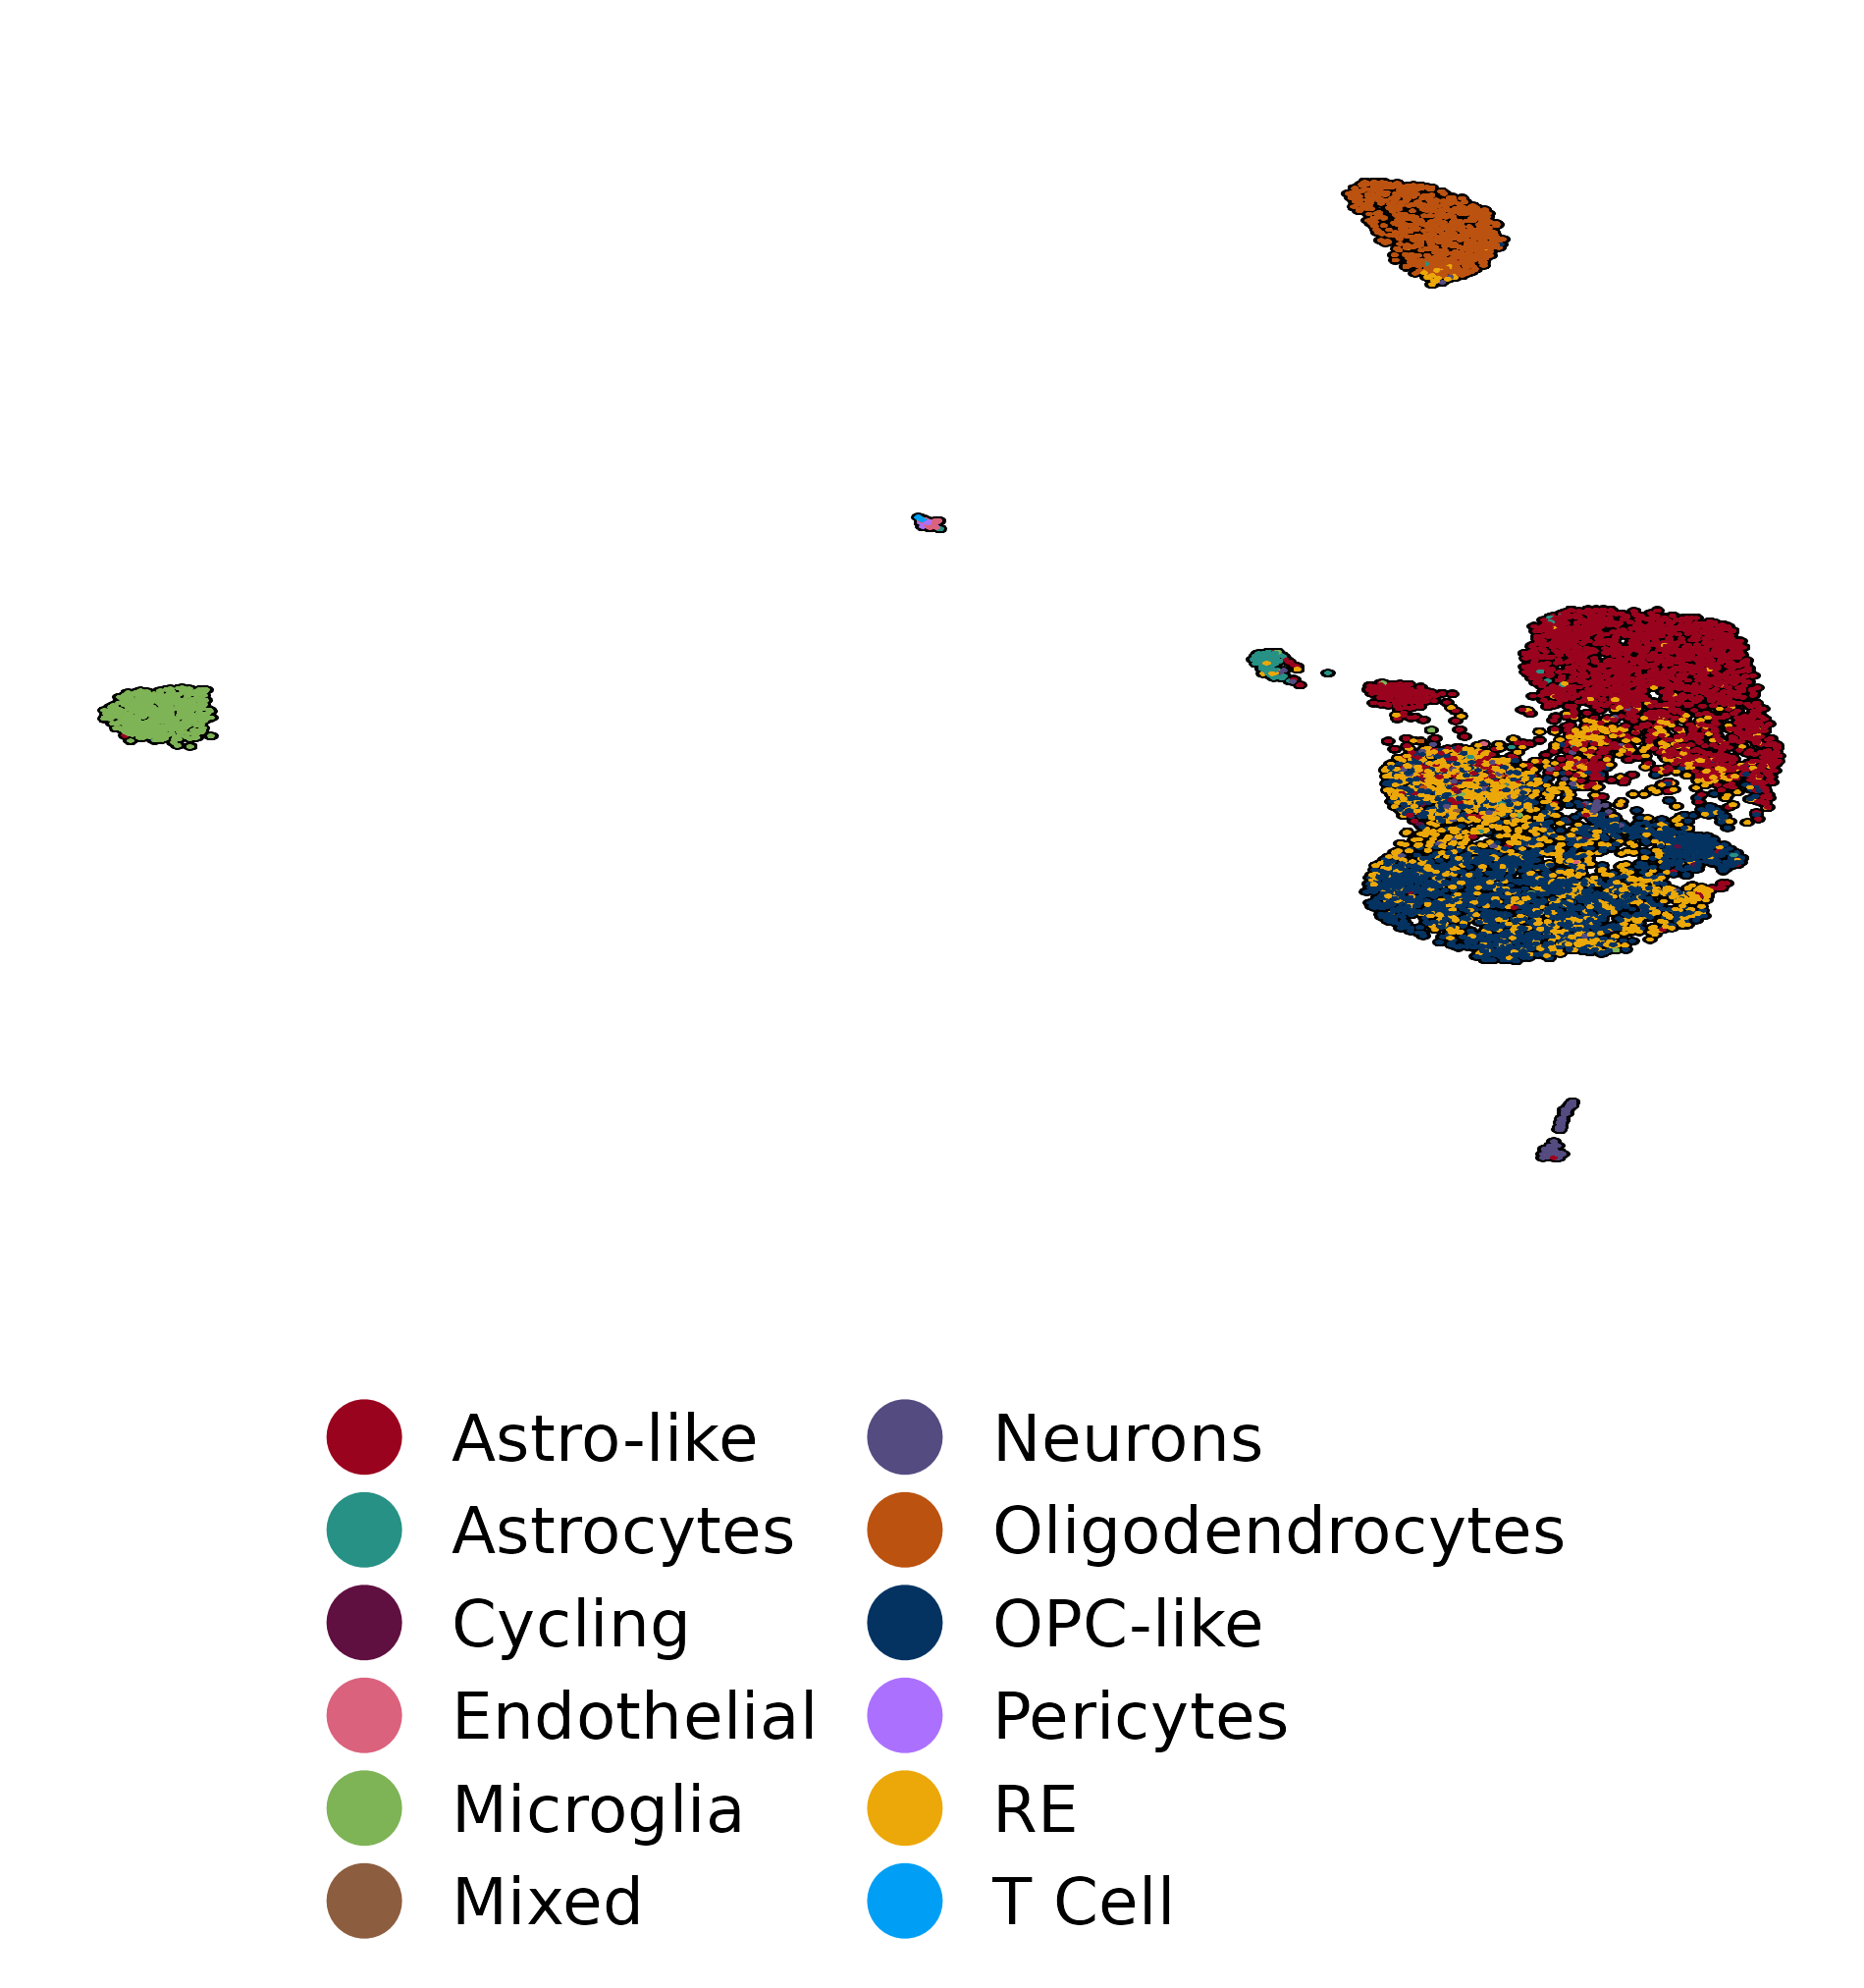 Astro-like
Astrocytes
Cycling
Endothelial
Microglia
Mixed
Neurons
Oligodendrocytes
OPC-like
Pericytes
RE
T Cell